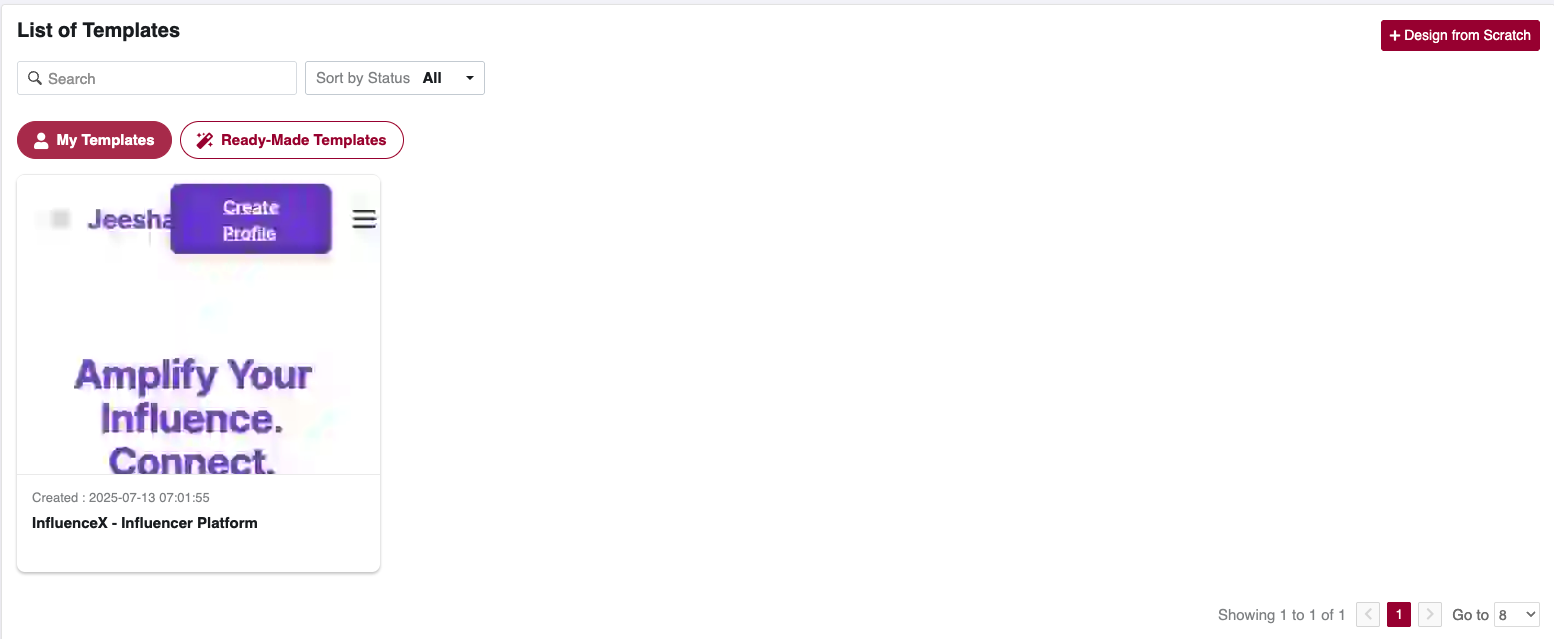 List of Templates
+ Design from Scratch
Search
Sort by Status All
My Templates
Ready-Made Templates
Create
Profile
Amplify Your
Influence.
Connect.
Created : 2025-07-13 07:01:55
InfluenceX - Influencer Platform
Showing 1 to 1 of 1
1
Go to 8